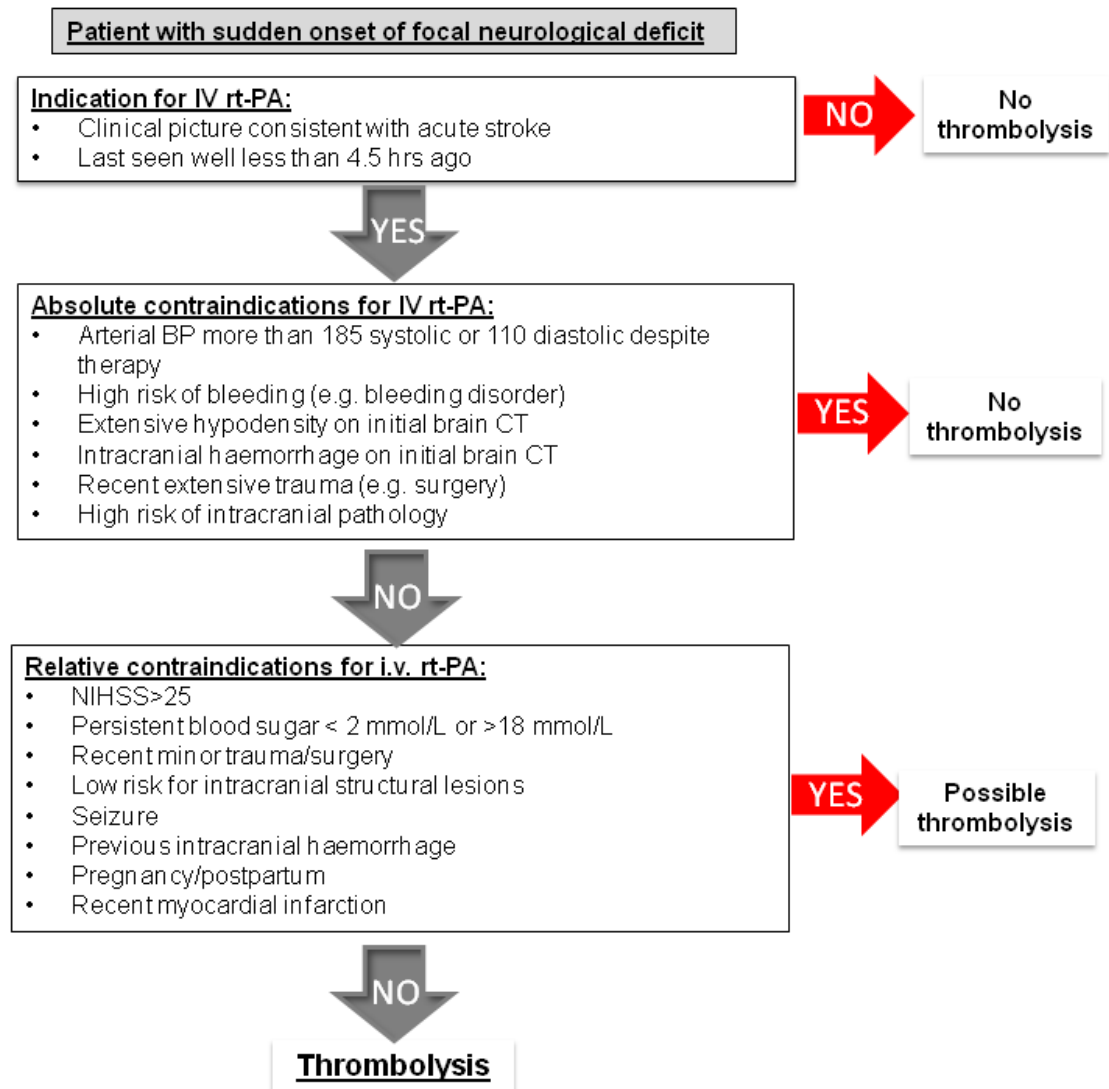 Patient with sudden onset of focal neurological deficit
Indication for IV rt-PA:
• Clinical picture consistent with acute stroke
• Last seen well less than 4.5 hrs ago
NO
No
thrombolysis
YES
Absolute contraindications for IV rt-PA:
• Arterial BP more than 185 systolic or 110 diastolic despite
therapy
• High risk of bleeding (e.g. bleeding disorder)
• Extensive hypodensity on initial brain CT
• Intracranial haemorrhage on initial brain CT
• Recent extensive trauma (e.g. surgery)
• High risk of intracranial pathology
YES
No
thrombolysis
NO
Relative contraindications for i.v. rt-PA:
• NIHSS>25
• Persistent blood sugar < 2 mmol/L or >18 mmol/L
• Recent minor trauma/surgery
• Low risk for intracranial structural lesions
• Seizure
• Previous intracranial haemorrhage
• Pregnancy/postpartum
• Recent myocardial infarction
YES
Possible
thrombolysis
NO
Thrombolysis